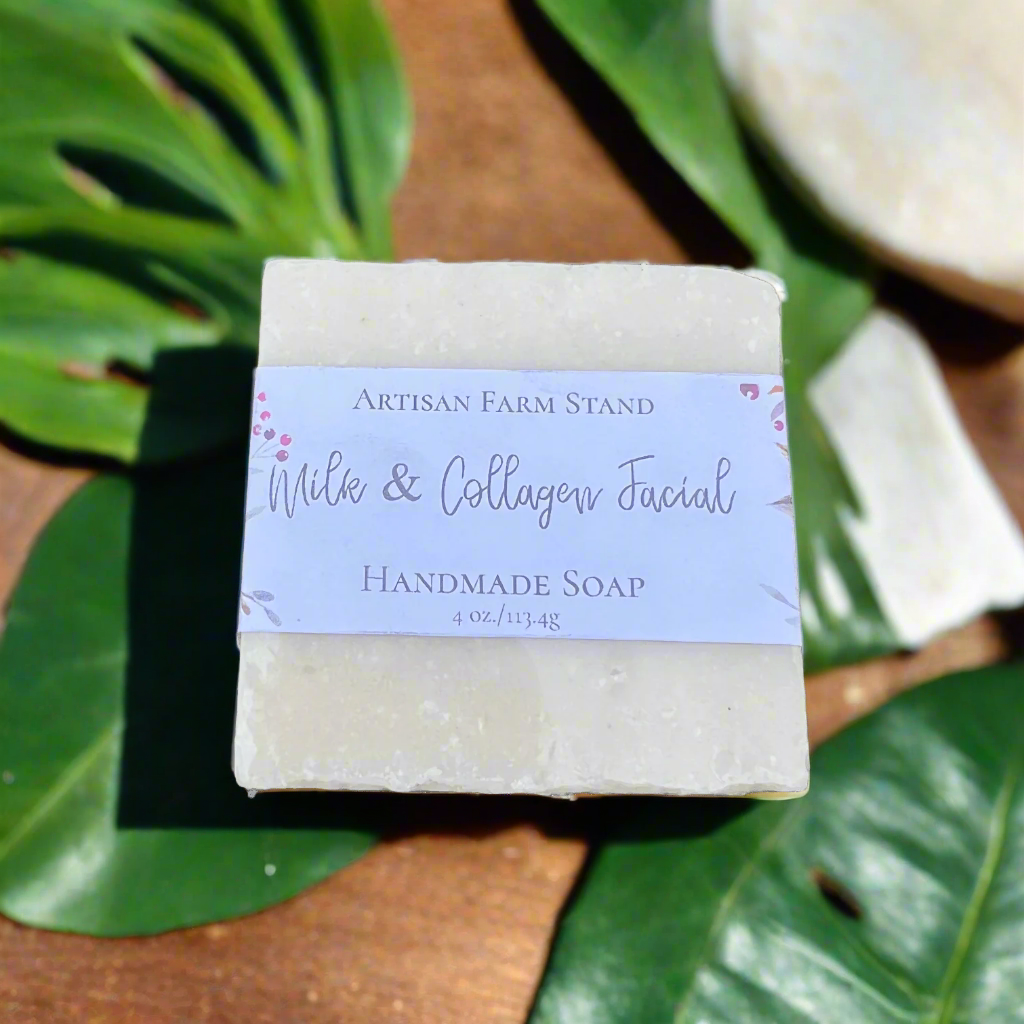 Artisan Farm Stand
Milk & Collagen Facial
Handmade Soap
4 oz./113.4g